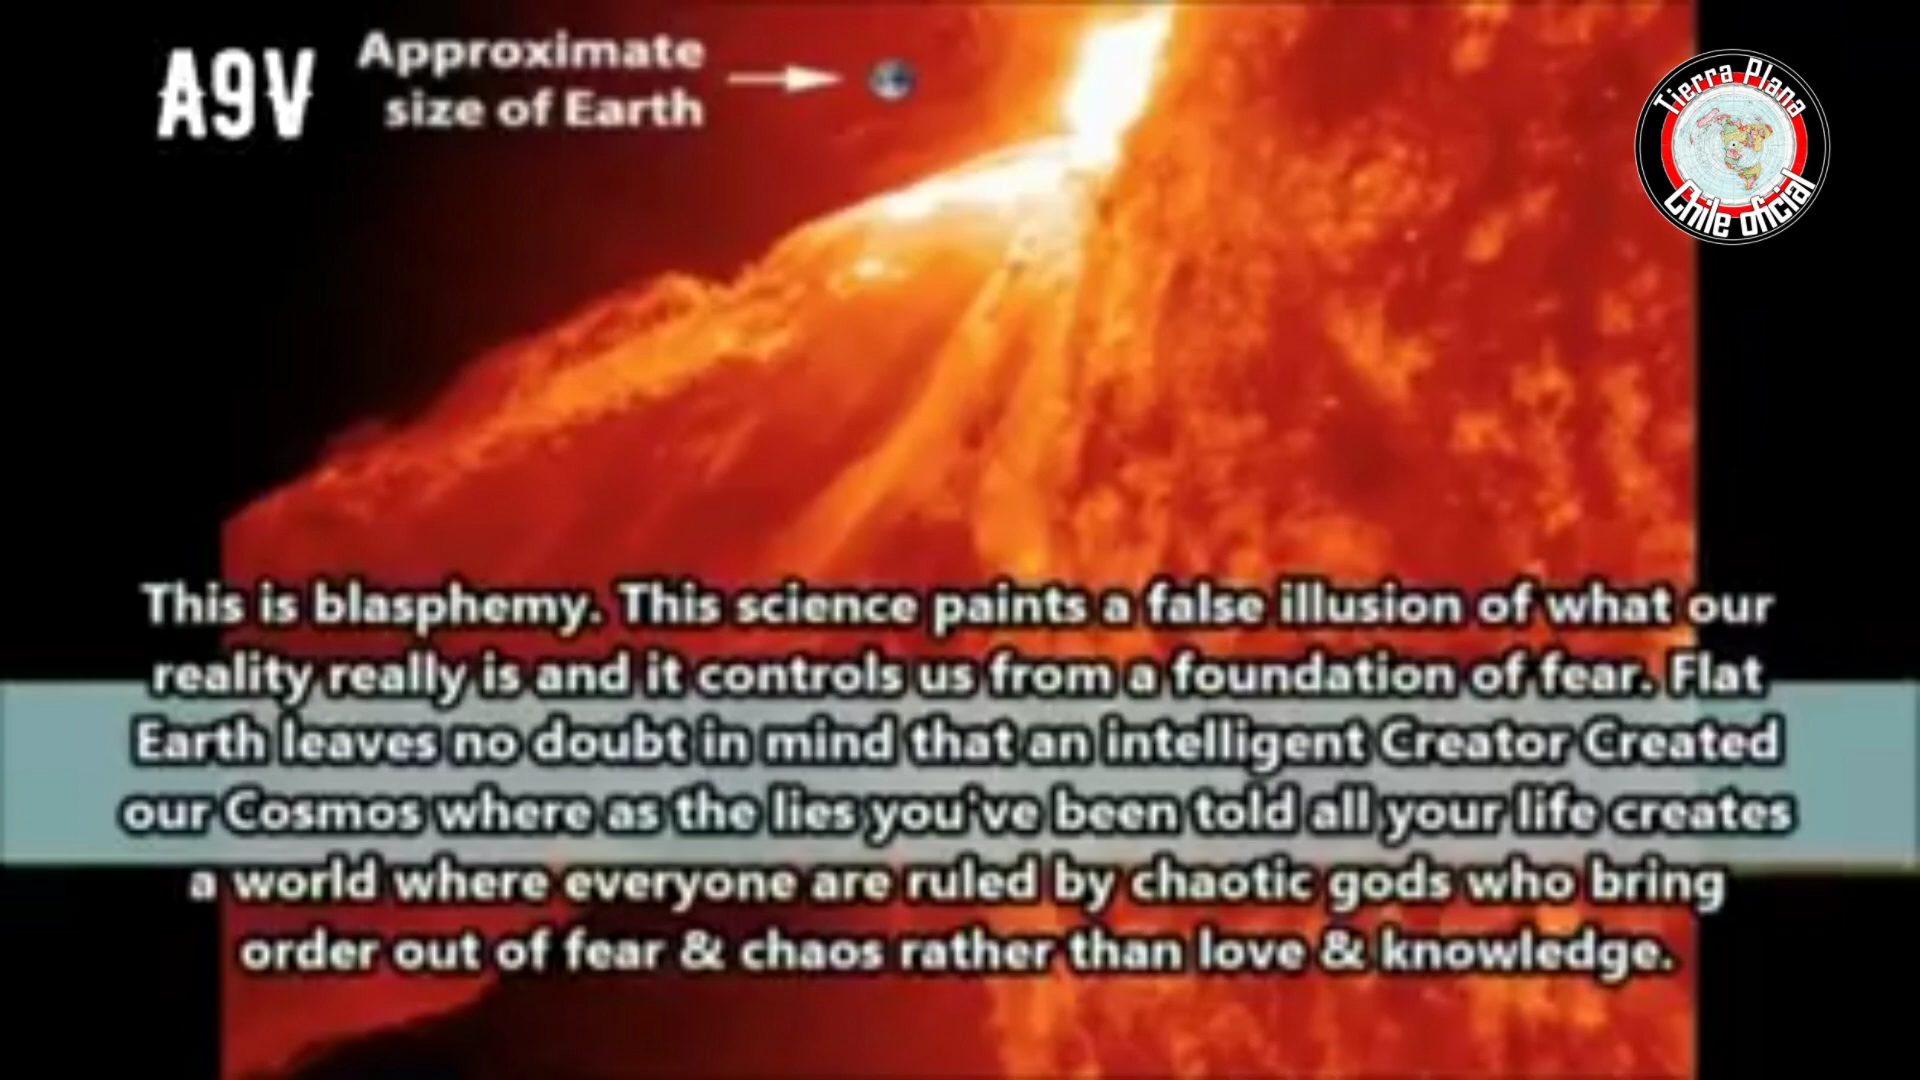 A9V
Approximate
size of Earth
Tierra Plana
Chile oficial
This is blasphemy. This science paints a false illusion of what our
reality really is and it controls us from a foundation of fear. Flat
Earth leaves no doubt in mind that an intelligent Creator Created
our Cosmos where as the lies you've been told all your life creates
a world where everyone are ruled by chaotic gods who bring
order out of fear & chaos rather than love & knowledge.